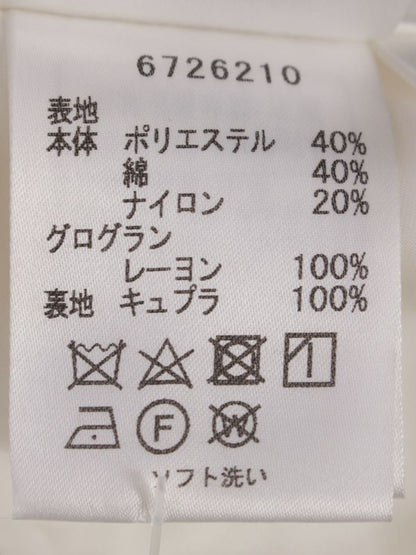 6726210
表地
本体 ポリエステル 40%
綿 40%
ナイロン 20%
グログラン
レーヨン 100%
裏地 キュプラ 100%
F W
ソフト洗い